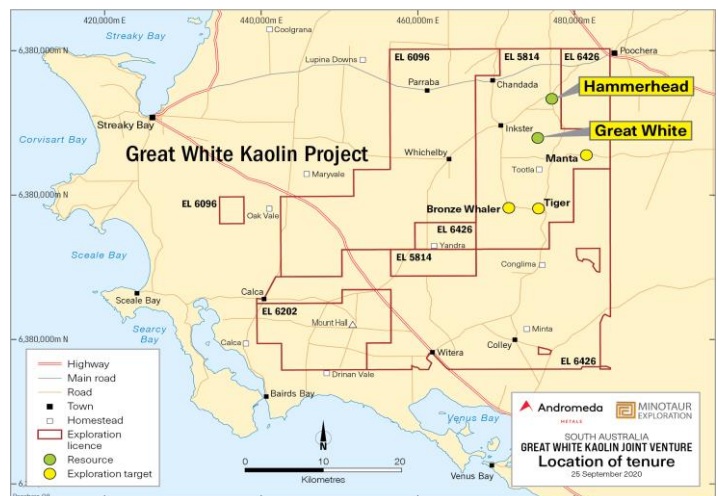 420,000m E
440,000m E
460,000m E
480,000m E
Streaky Bay
Coolgrana
6,380,000m N
EL 6096
EL 5814
EL 6426
Poochera
Lupina Downs
Parraba
Chandada
Hammerhead
Streaky Bay
Corvisart Bay
Inkster
Great White
Great White Kaolin Project
Whichelby
Manta
Maryvale
Tootla
6,380,000m N
EL 6096
Oak Vale
Bronze Whaler
Tiger
EL 6426
Yandra
Sceale Bay
EL 5814
Conglima
Calca
Sceale Bay
EL 6202
Searcy
Bay
Mount Hall
Minta
6,380,000m N
Calca
Colley
Witera
EL 6426
Drinan Vale
Highway
Main road
Road
Town
Homestead
Exploration
licence
Resource
Exploration target
Bairds Bay
N
0
10
20
Kilometres
Venus Bay
Venus Bay
Andromeda
METALS
MINOTAUR
EXPLORATION
SOUTH AUSTRALIA
GREAT WHITE KAOLIN JOINT VENTURE
Location of tenure
25 September 2020